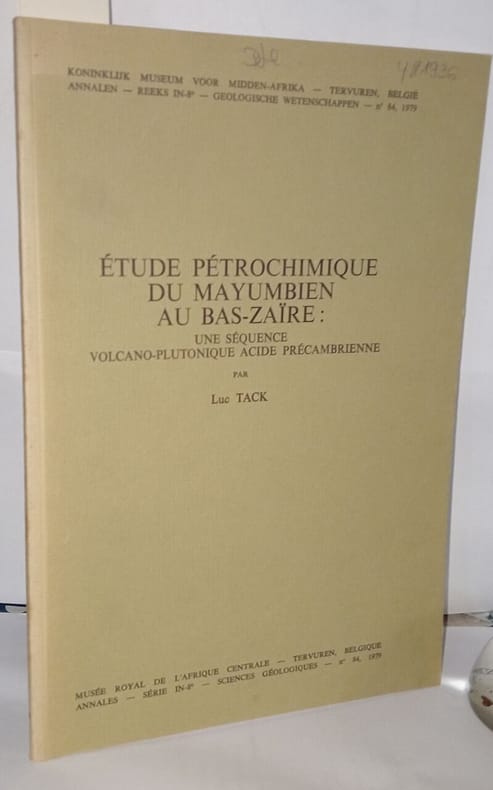 KONINKLIJK MUSEUM VOOR MIDDEN-AFRIKA — TERVUREN, BELGIË
ANNALEN — REEKS IN-8° — GEOLOGISCHE WETENSCHAPPEN — n° 84, 1979
ÉTUDE PÉTROCHIMIQUE
DU MAYUMBIEN
AU BAS-ZAÏRE :
UNE SÉQUENCE
VOLCANO-PLUTONIQUE ACIDE PRÉCAMBRIENNE
PAR
Luc TACK
MUSÉE ROYAL DE L'AFRIQUE CENTRALE — TERVUREN, BELGIQUE
ANNALES — SÉRIE IN-8° — SCIENCES GÉOLOGIQUES — n° 84, 1979